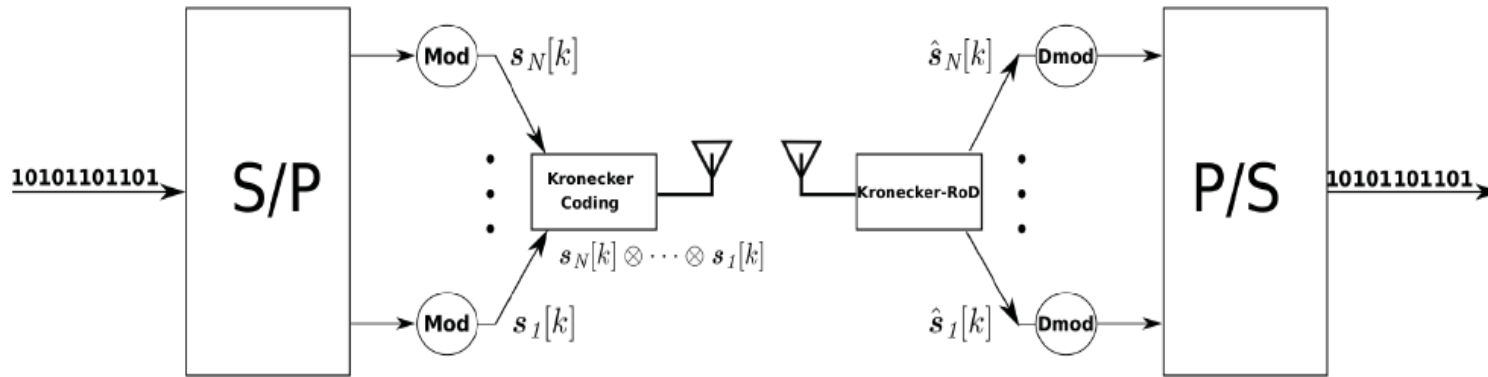 10101101101
S/P
Mod
s_N[k]
Kronecker
Coding
s_N[k] ⊗ ⋯ ⊗ s_1[k]
Mod
s_1[k]
Kronecker-RoD
ŝ_N[k]
Dmod
ŝ_1[k]
Dmod
P/S
10101101101